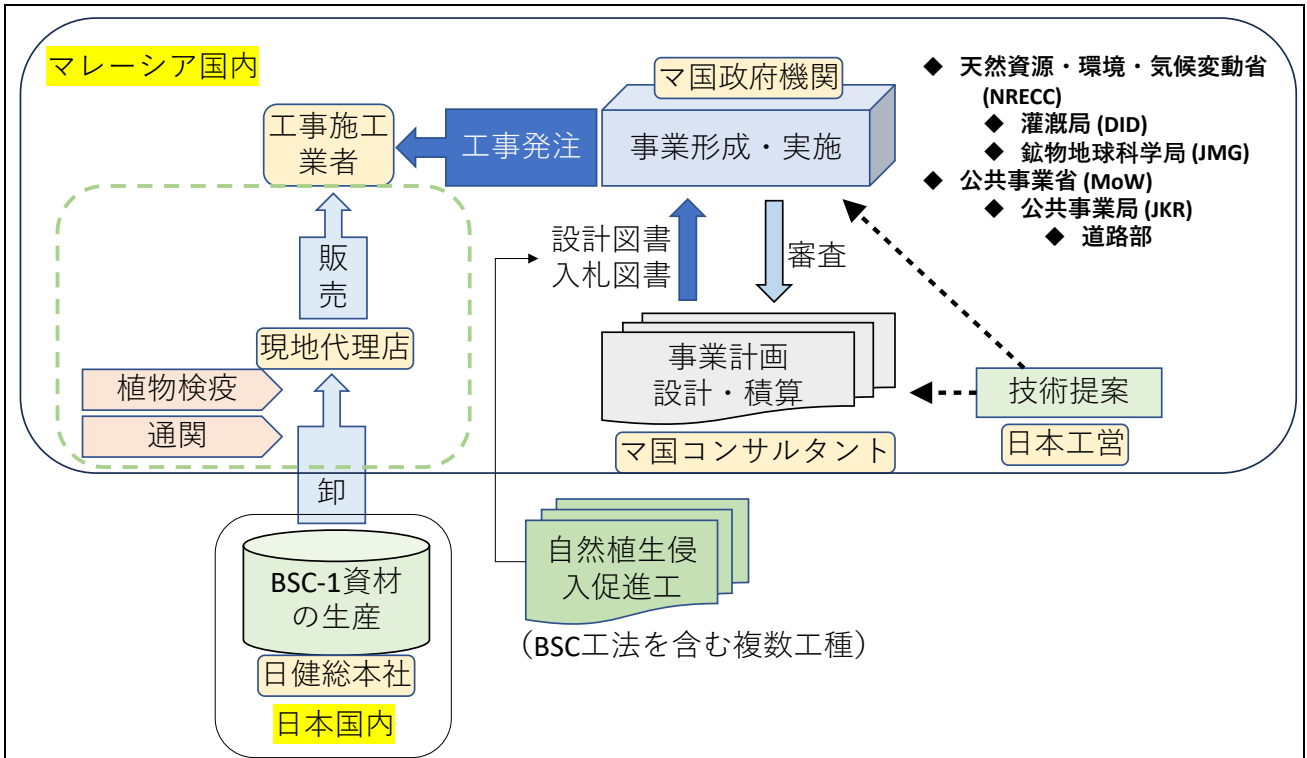 マレーシア国内
マ国政府機関
事業形成・実施
工事発注
工事施工
業者
◆ 天然資源・環境・気候変動省
(NRECC)
◆ 灌漑局 (DID)
◆ 鉱物地球科学局 (JMG)
◆ 公共事業省 (MoW)
◆ 公共事業局 (JKR)
◆ 道路部
販
売
設計図書
入札図書
審査
現地代理店
植物検疫
通関
卸
事業計画
設計・積算
マ国コンサルタント
技術提案
日本工営
BSC-1資材
の生産
日健総本社
日本国内
自然植生侵
入促進工
（BSC工法を含む複数工種）